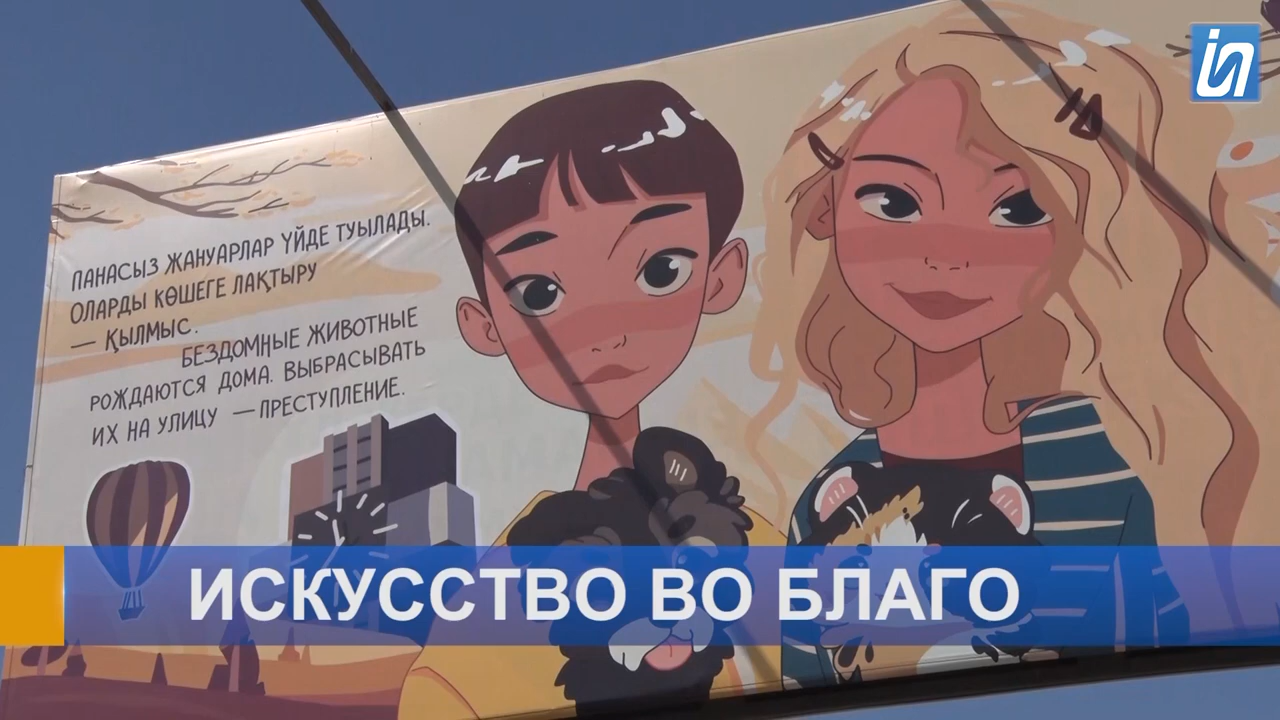 ПАНАСЫЗ ЖАНУАРЛАР ҮЙДЕ ТУЫЛАДЫ.
ОЛАРДЫ КӨШЕГЕ ЛАҚТЫРУ
— ҚЫЛМЫС.
БЕЗДОМНЫЕ ЖИВОТНЫЕ
РОЖДАЮТСЯ ДОМА. ВЫБРАСЫВАТЬ
ИХ НА УЛИЦУ — ПРЕСТУПЛЕНИЕ.
ИСКУССТВО ВО БЛАГО